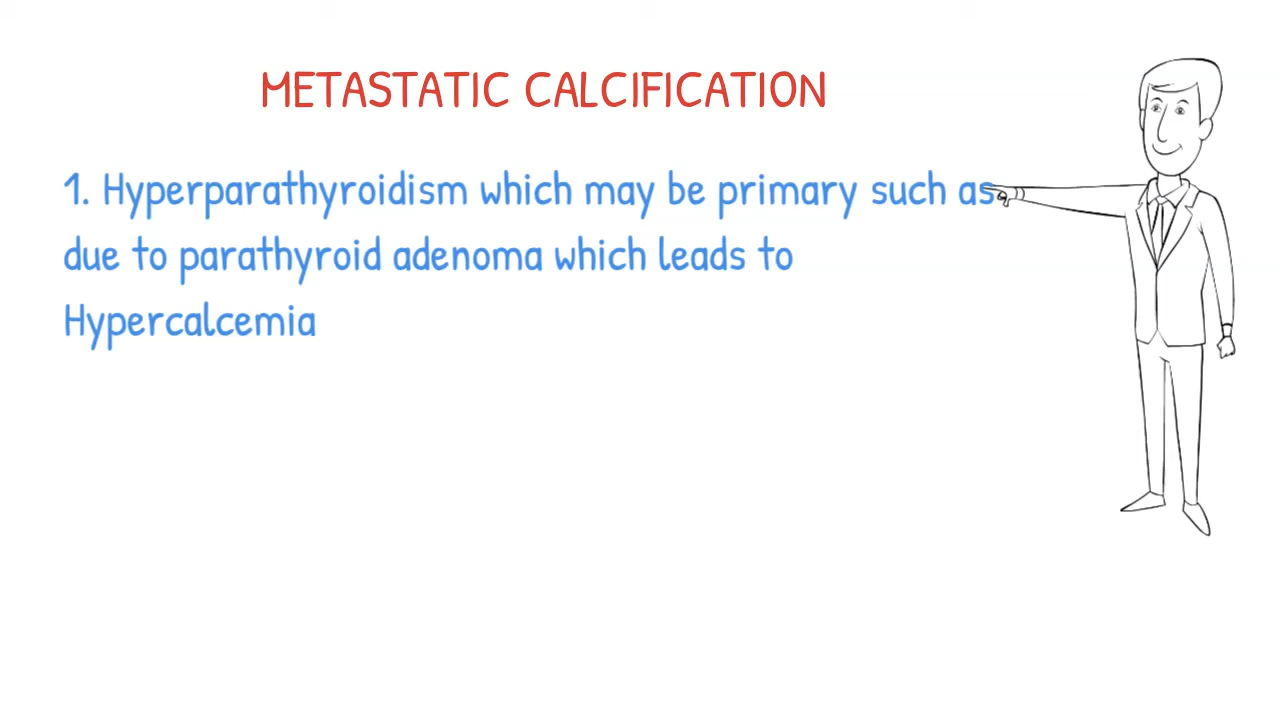 METASTATIC CALCIFICATION
1. Hyperparathyroidism which may be primary such as
due to parathyroid adenoma which leads to
Hypercalcemia